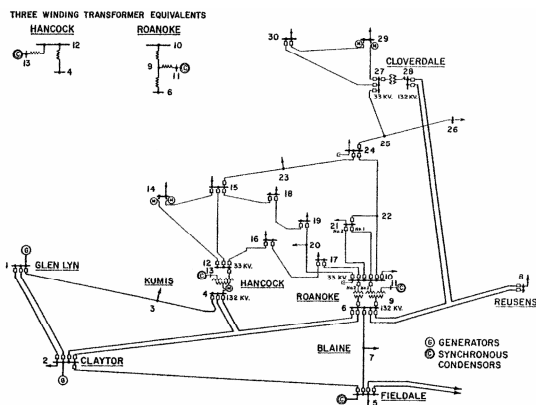 THREE WINDING TRANSFORMER EQUIVALENTS
HANCOCK
ROANOKE
12
13
4
C
10
9
11
C
6
30
29
27
28
CLOVERDALE
33 KV.
132 KV.
26
25
24
23
14
15
18
19
22
21
16
20
17
12
33 KV.
13
C
HANCOCK
4
132 KV.
33 KV.
10
11
C
ROANOKE
9
6
132 KV.
8
REUSENS
G
1
GLEN LYN
KUMIS
3
BLAINE
7
2
CLAYTOR
G
C
FIELDALE
5
G GENERATORS
C SYNCHRONOUS
CONDENSORS